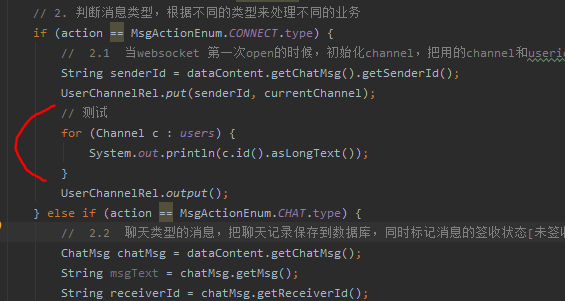 // 2. 判断消息类型，根据不同的类型来处理不同的业务
if (action == MsgActionEnum.CONNECT.type) {
//  2.1  当websocket 第一次open的时候，初始化channel，把用的channel和userid
String senderId = dataContent.getChatMsg().getSenderId();
UserChannelRel.put(senderId, currentChannel);
// 测试
for (Channel c : users) {
System.out.println(c.id().asLongText());
}
UserChannelRel.output();
} else if (action == MsgActionEnum.CHAT.type) {
//  2.2  聊天类型的消息，把聊天记录保存到数据库，同时标记消息的签收状态[未签收
ChatMsg chatMsg = dataContent.getChatMsg();
String msgText = chatMsg.getMsg();
String receiverId = chatMsg.getReceiverId();